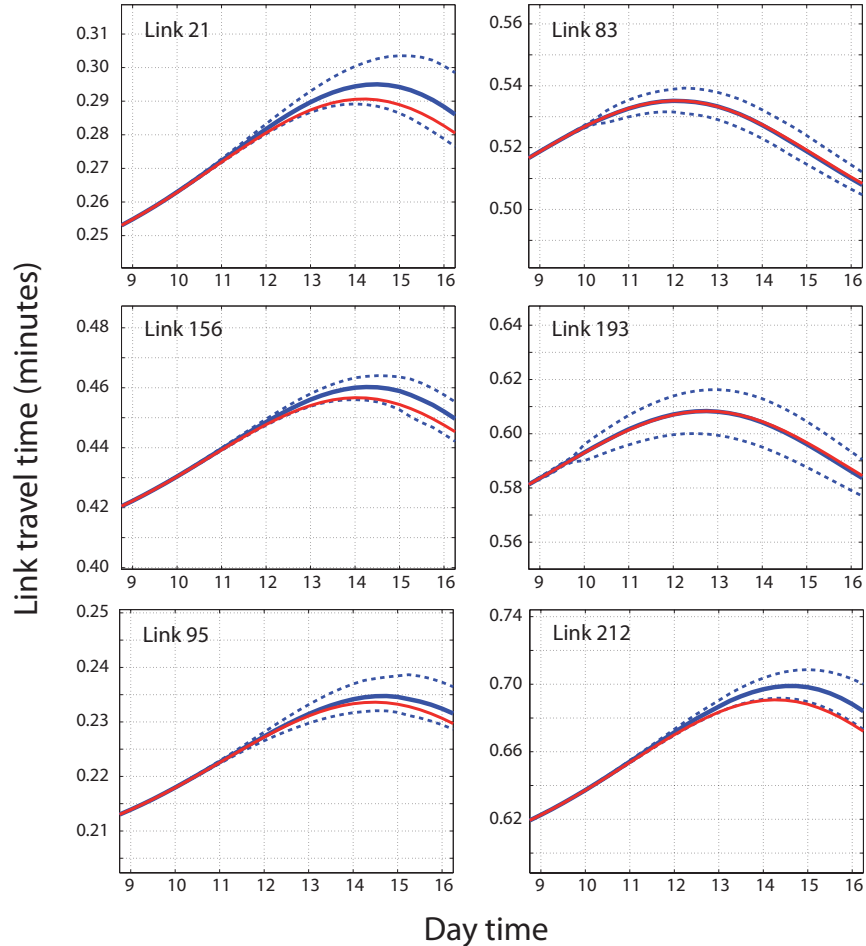 Link travel time (minutes)
Link 21
0.31
0.30
0.29
0.28
0.27
0.26
0.25
9 10 11 12 13 14 15 16
Link 83
0.56
0.54
0.52
0.50
9 10 11 12 13 14 15 16
Link 156
0.48
0.46
0.44
0.42
0.40
9 10 11 12 13 14 15 16
Link 193
0.64
0.62
0.60
0.58
0.56
9 10 11 12 13 14 15 16
Link 95
0.25
0.24
0.23
0.22
0.21
9 10 11 12 13 14 15 16
Link 212
0.74
0.70
0.66
0.62
9 10 11 12 13 14 15 16
Day time